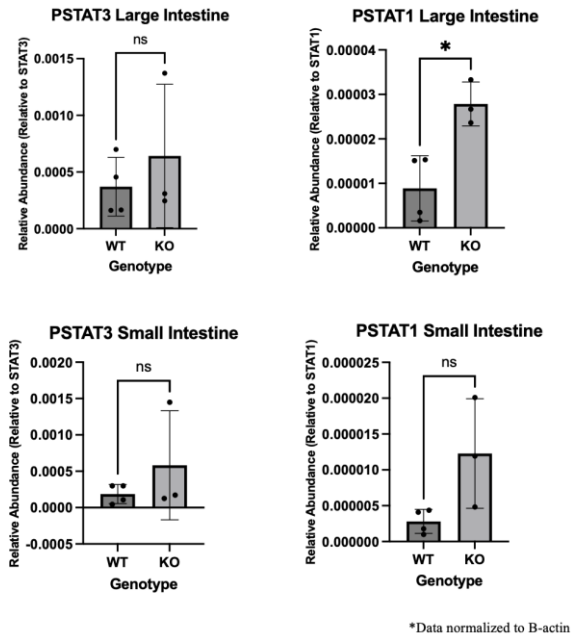 PSTAT3 Large Intestine
ns
Relative Abundance (Relative to STAT3)
0.0015
0.0010
0.0005
0.0000
WT KO
Genotype
PSTAT1 Large Intestine
*
Relative Abundance (Relative to STAT1)
0.00004
0.00003
0.00002
0.00001
0.00000
WT KO
Genotype
PSTAT3 Small Intestine
ns
Relative Abundance (Relative to STAT3)
0.0020
0.0015
0.0010
0.0005
0.0000
-0.0005
WT KO
Genotype
PSTAT1 Small Intestine
ns
Relative Abundance (Relative to STAT1)
0.000025
0.000020
0.000015
0.000010
0.000005
0.000000
WT KO
Genotype
*Data normalized to B-actin